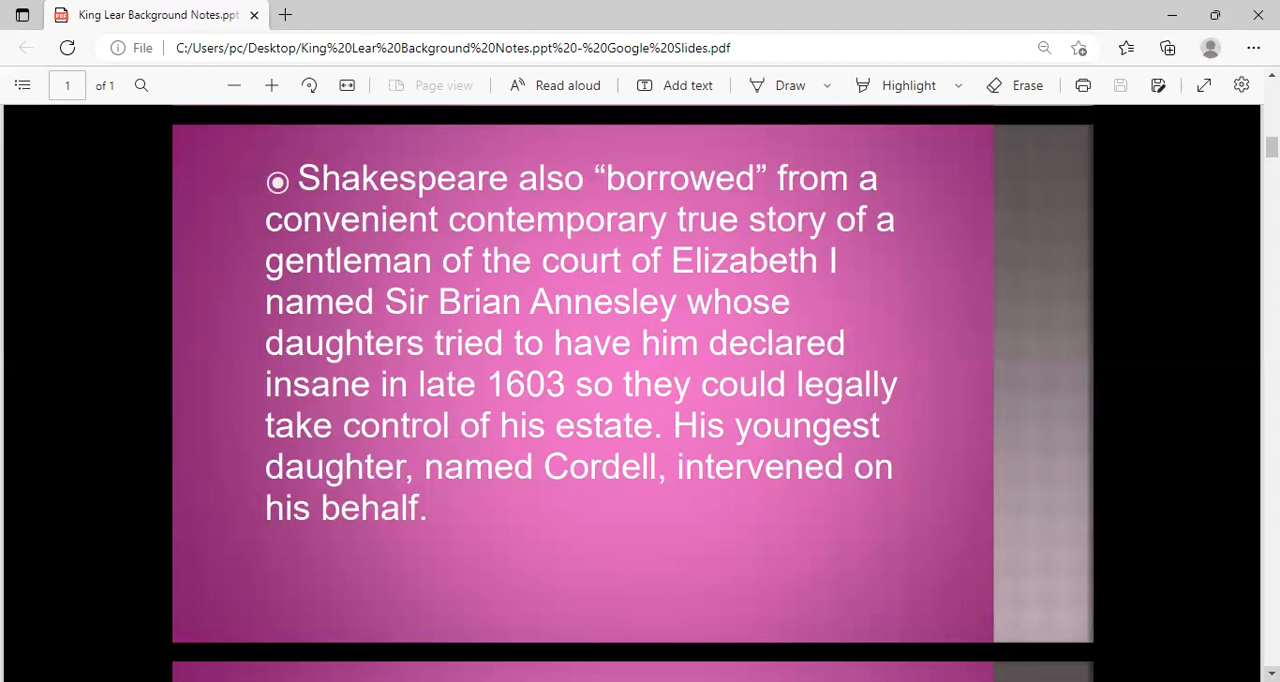 King Lear Background Notes.ppt
File C:/Users/pc/Desktop/King%20Lear%20Background%20Notes.ppt%20-%20Google%20Slides.pdf
1 of 1 Page view Read aloud Add text Draw Highlight Erase
Shakespeare also “borrowed” from a
convenient contemporary true story of a
gentleman of the court of Elizabeth I
named Sir Brian Annesley whose
daughters tried to have him declared
insane in late 1603 so they could legally
take control of his estate. His youngest
daughter, named Cordell, intervened on
his behalf.